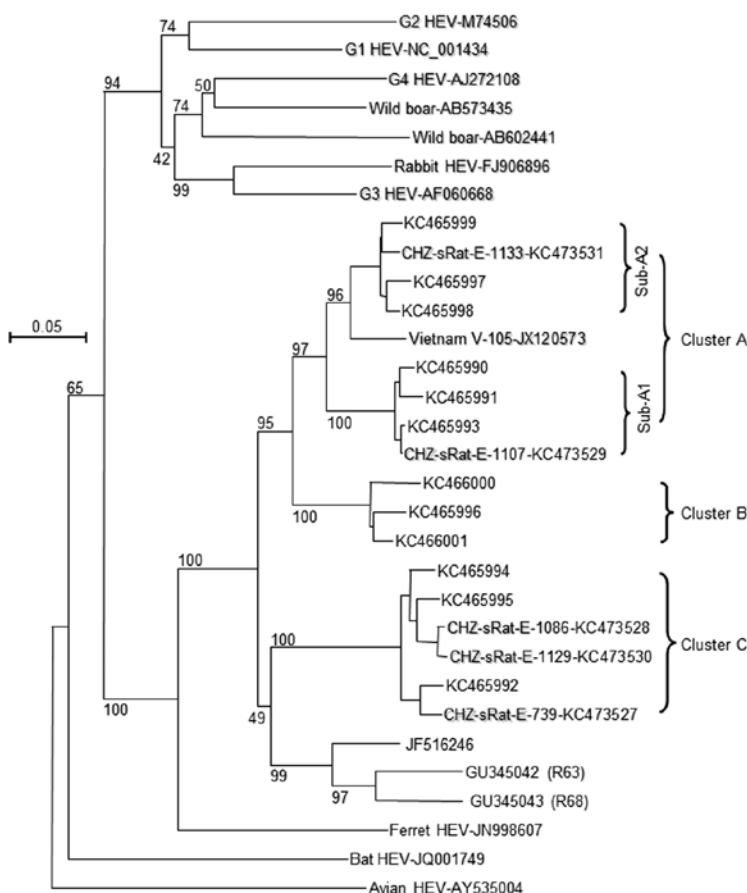 G2 HEV-M74506
74
G1 HEV-NC_001434
94
G4 HEV-AJ272108
50
74
Wild boar-AB573435
Wild boar-AB602441
42
Rabbit HEV-FJ906896
99
G3 HEV-AF060668
KC465999
CHZ-sRat-E-1133-KC473531
Sub-A2
KC465997
96
KC465998
0.05
Vietnam V-105-JX120573
Cluster A
97
KC465990
65
KC465991
Sub-A1
100
KC465993
95
CHZ-sRat-E-1107-KC473529
KC466000
KC465996
Cluster B
100
KC466001
100
KC465994
KC465995
100
CHZ-sRat-E-1086-KC473528
Cluster C
CHZ-sRat-E-1129-KC473530
KC465992
100
49
CHZ-sRat-E-739-KC473527
JF516246
99
GU345042 (R63)
97
GU345043 (R68)
Ferret HEV-JN998607
Bat HEV-JQ001749
Avian HEV-AY535004